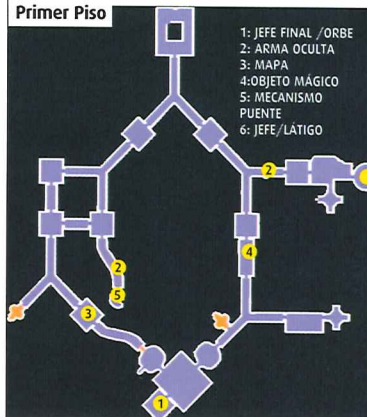 Primer Piso
1: JEFE FINAL /ORBE
2: ARMA OCULTA
3: MAPA
4:OBJETO MÁGICO
5: MECANISMO
PUENTE
6: JEFE/LÁTIGO
2
4
2
5
3
1